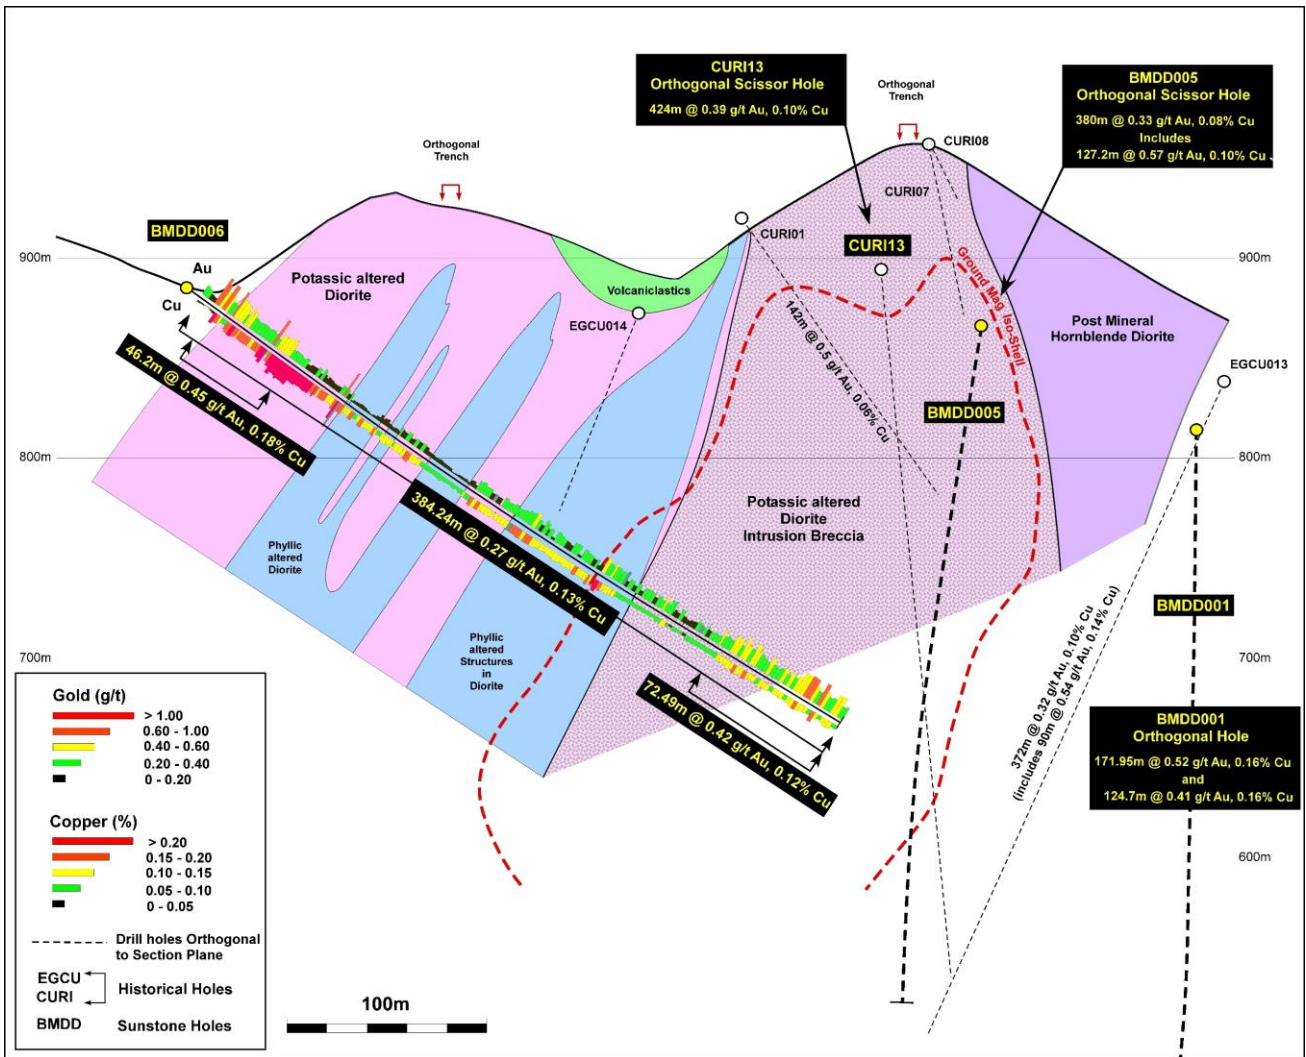 CURI13
Orthogonal Scissor Hole
424m @ 0.39 g/t Au, 0.10% Cu
Orthogonal
Trench
BMDD005
Orthogonal Scissor Hole
380m @ 0.33 g/t Au, 0.08% Cu
Includes
127.2m @ 0.57 g/t Au, 0.10% Cu
Orthogonal
Trench
CURI08
CURI07
BMDD006
CURI01
CURI13
900m
900m
Au
Cu
Potassic altered
Diorite
Volcaniclastics
EGCU014
Ground Mag Iso-Shell
Post Mineral
Hornblende Diorite
EGCU013
142m @ 0.5 g/t Au, 0.06% Cu
46.2m @ 0.45 g/t Au, 0.18% Cu
BMDD005
800m
800m
384.24m @ 0.27 g/t Au, 0.13% Cu
Potassic altered
Diorite
Intrusion Breccia
Phyllic
altered
Diorite
BMDD001
372m @ 0.32 g/t Au, 0.10% Cu
(includes 90m @ 0.54 g/t Au, 0.14%)
Phyllic
altered
Structures
in
Diorite
700m
700m
72.49m @ 0.42 g/t Au, 0.12% Cu
BMDD001
Orthogonal Hole
171.95m @ 0.52 g/t Au, 0.16% Cu
and
124.7m @ 0.41 g/t Au, 0.16% Cu
600m
Gold (g/t)
> 1.00
0.60 - 1.00
0.40 - 0.60
0.20 - 0.40
0 - 0.20
Copper (%)
> 0.20
0.15 - 0.20
0.10 - 0.15
0.05 - 0.10
0 - 0.05
Drill holes Orthogonal
to Section Plane
EGCU
CURI
Historical Holes
BMDD
Sunstone Holes
100m